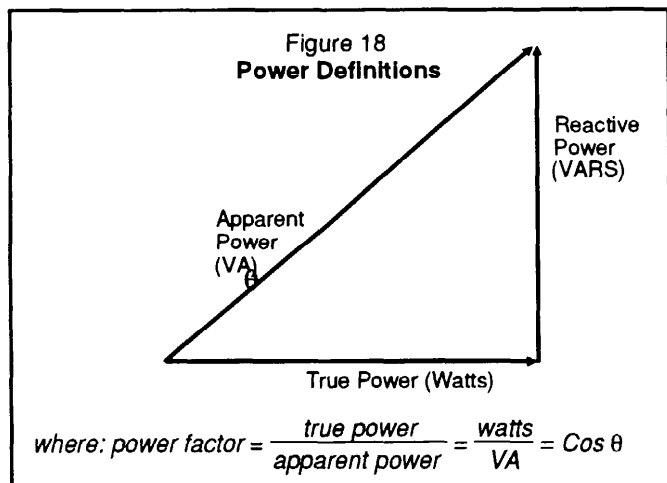 Figure 18
Power Definitions
Reactive
Power
(VARS)
Apparent
Power
(VA)
θ
True Power (Watts)
where: power factor = true power / apparent power = watts / VA = Cos θ